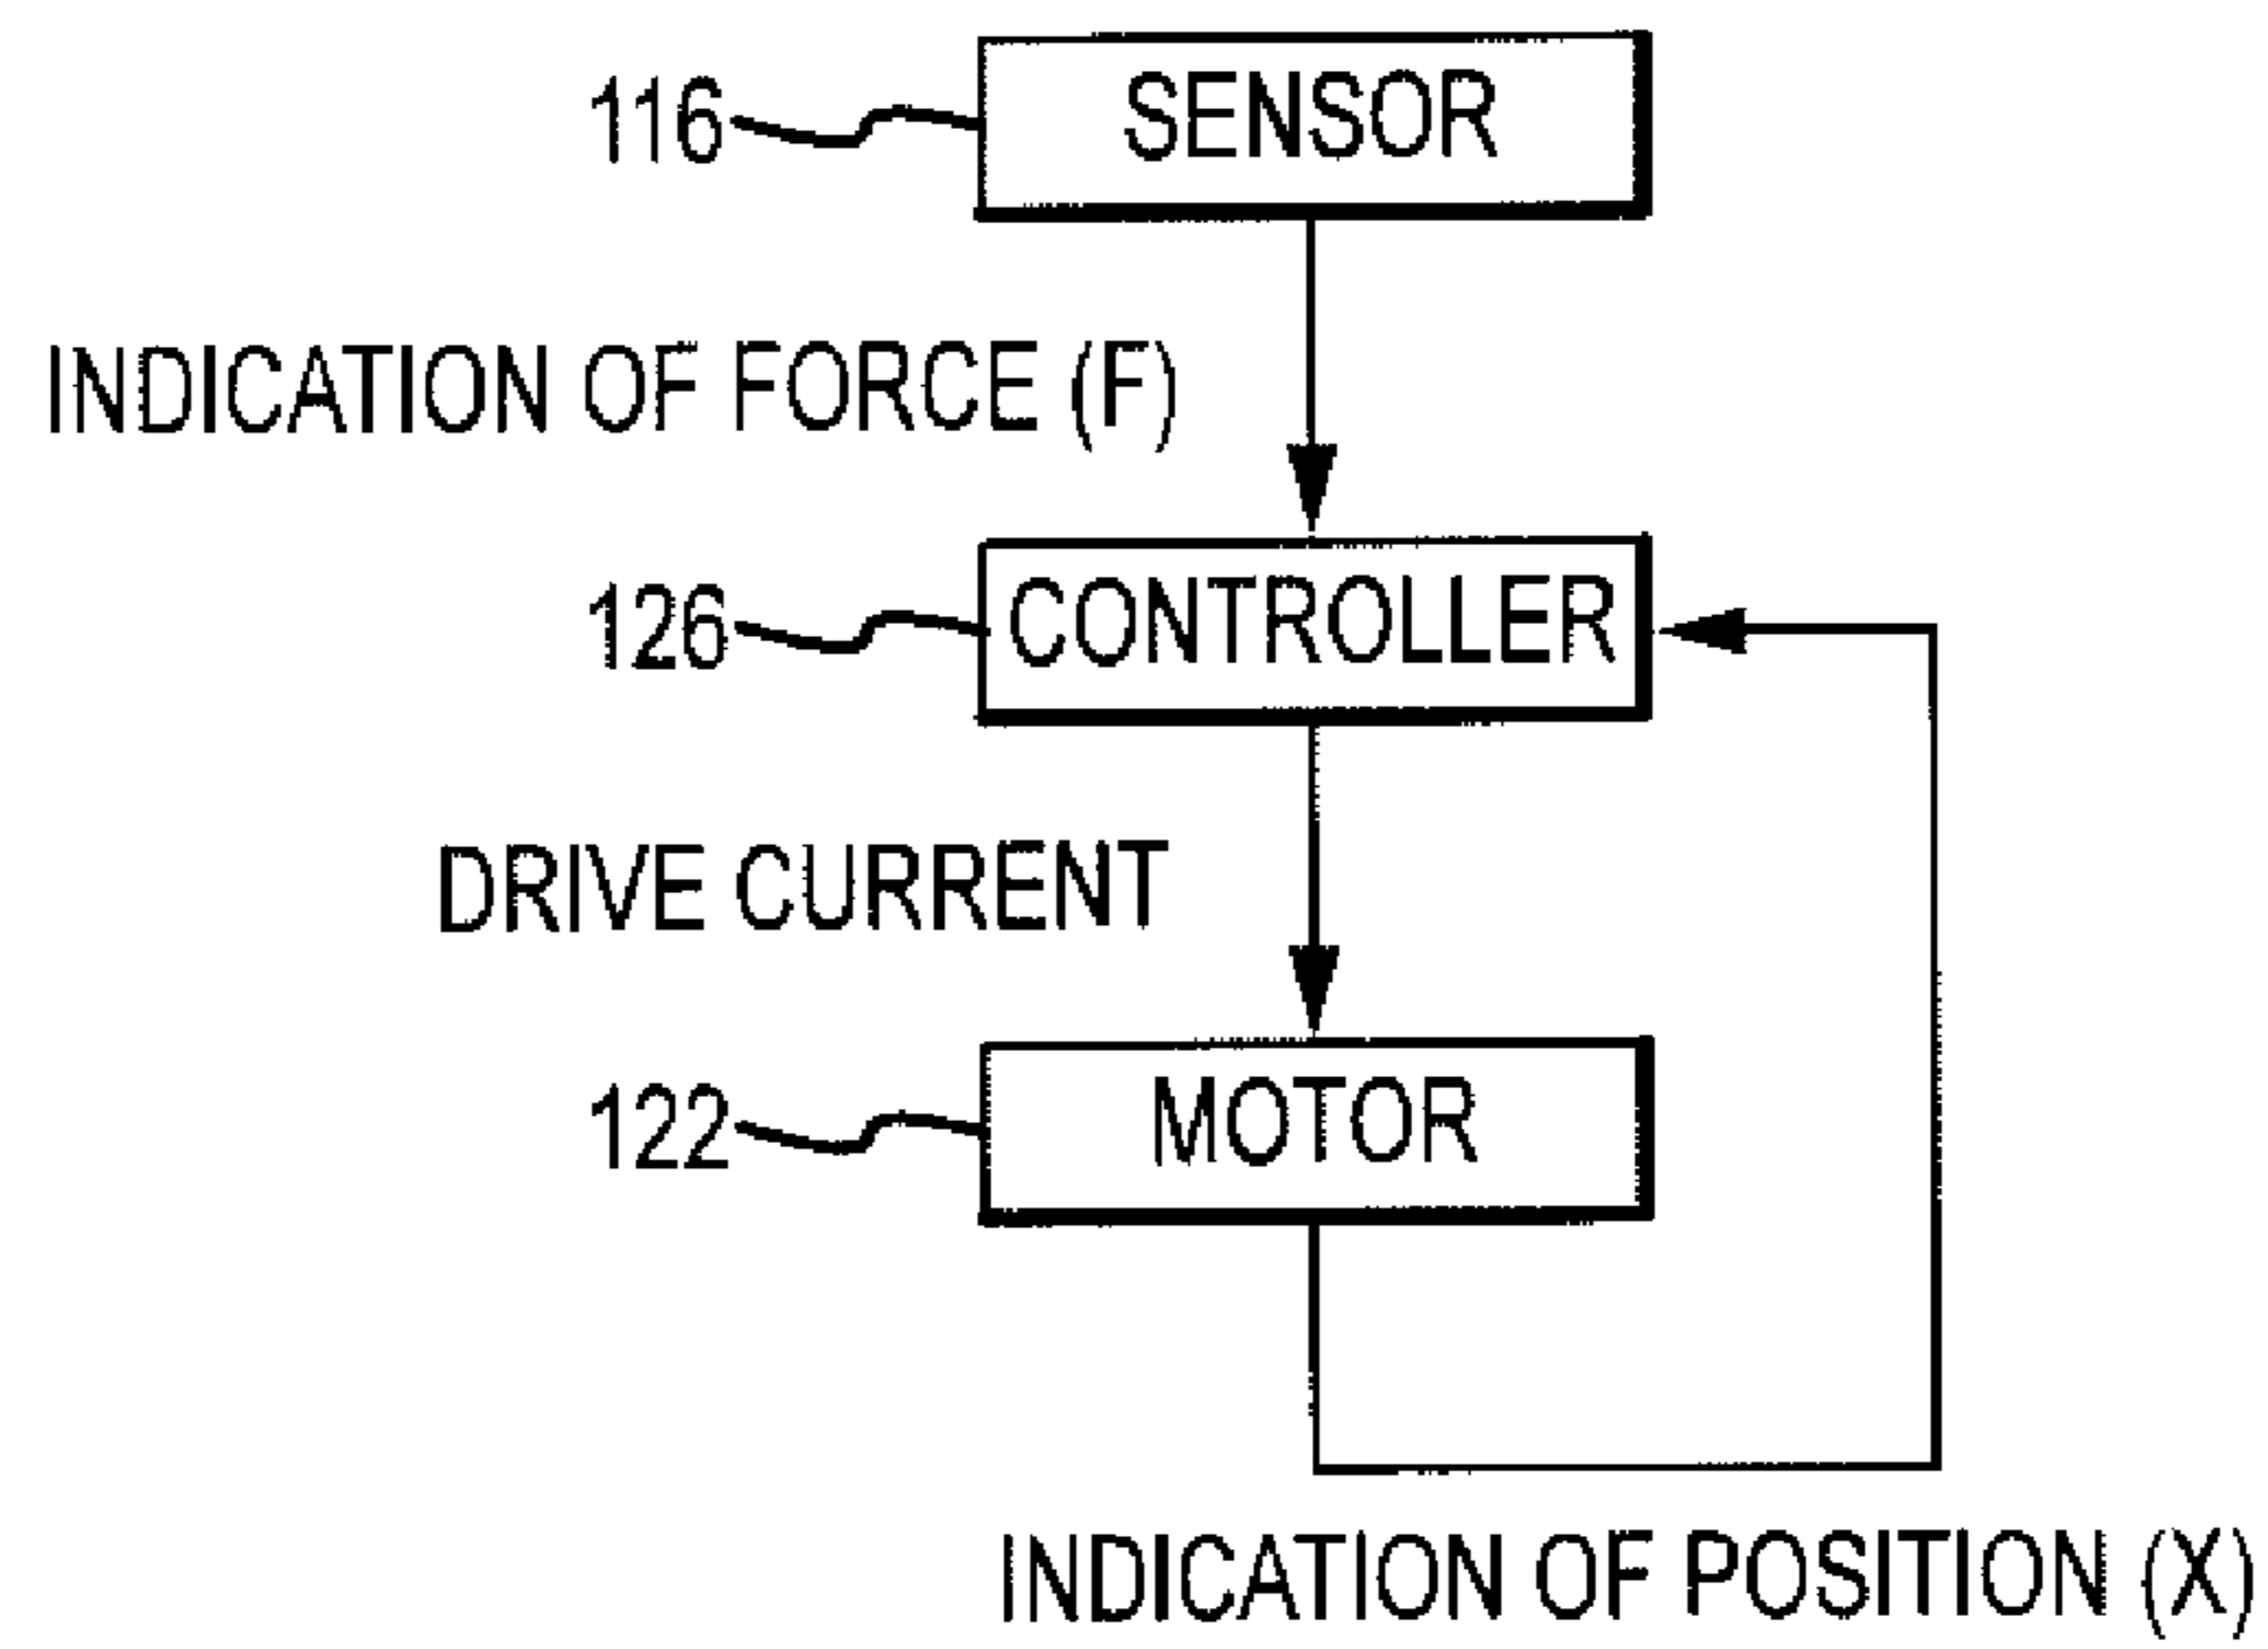 116
SENSOR
INDICATION OF FORCE (F)
126
CONTROLLER
DRIVE CURRENT
122
MOTOR
INDICATION OF POSITION (X)